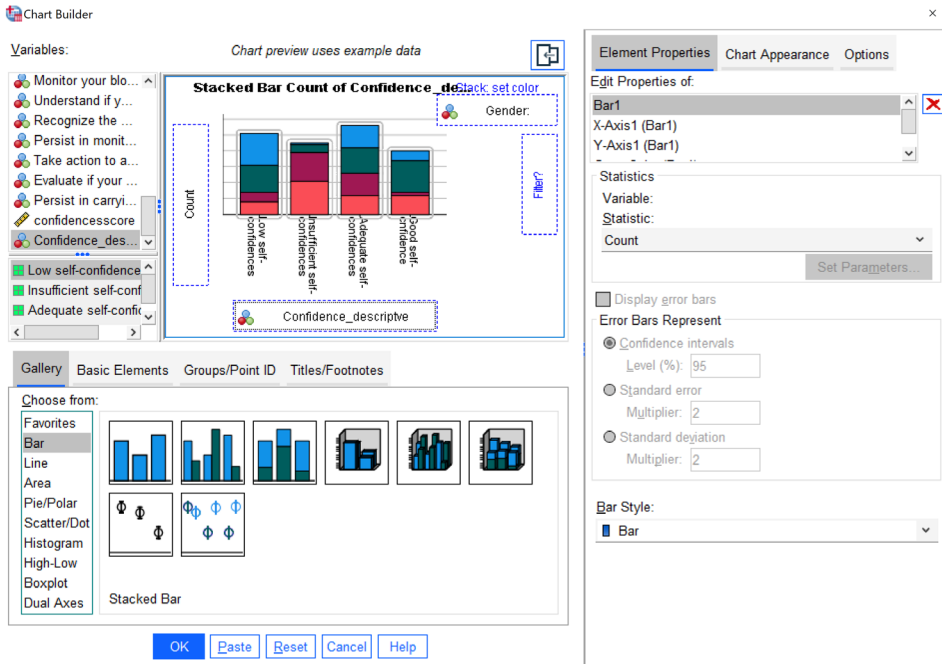 Chart Builder
Variables:
Chart preview uses example data
Monitor your blo...
Understand if y...
Recognize the ...
Persist in monit...
Take action to a...
Evaluate if your ...
Persist in carryi...
confidencesscore
Confidence_des...
Low self-confidence
Insufficient self-conf
Adequate self-confic
Stacked Bar Count of Confidence_de...
Stack: set color
Gender:
Count
Filter?
Low self-confidences
Insufficient self-confidences
Adequate self-confidences
Good self-confidence
Confidence_descriptve
Gallery
Basic Elements
Groups/Point ID
Titles/Footnotes
Choose from:
Favorites
Bar
Line
Area
Pie/Polar
Scatter/Dot
Histogram
High-Low
Boxplot
Dual Axes
Stacked Bar
OK
Paste
Reset
Cancel
Help
Element Properties
Chart Appearance
Options
Edit Properties of:
Bar1
X-Axis1 (Bar1)
Y-Axis1 (Bar1)
Statistics
Variable:
Statistic:
Count
Set Parameters...
Display error bars
Error Bars Represent
Confidence intervals
Level (%): 95
Standard error
Multiplier: 2
Standard deviation
Multiplier: 2
Bar Style:
Bar